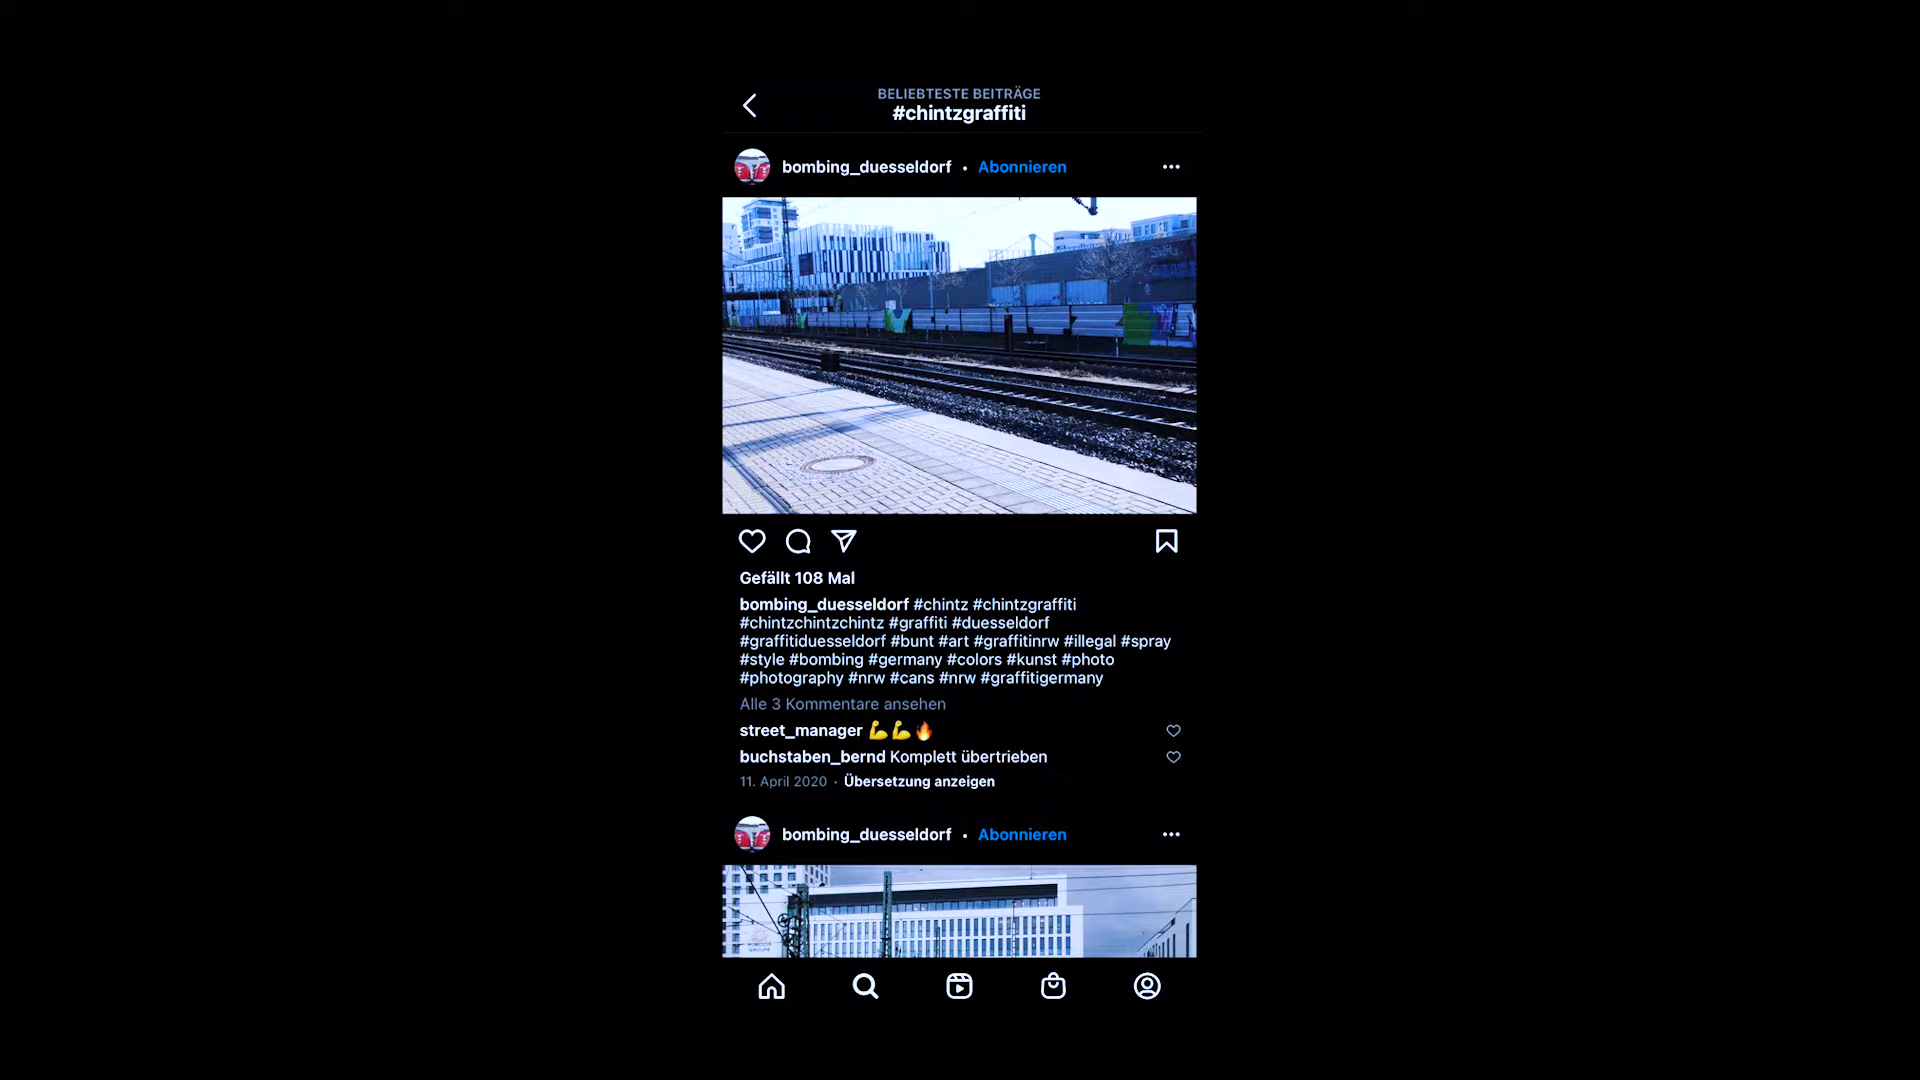 BELIEBTESTE BEITRÄGE
#chintzgraffiti
bombing_duesseldorf • Abonnieren
Gefällt 108 Mal
bombing_duesseldorf #chintz #chintzgraffiti
#chintzchintzchintz #graffiti #duesseldorf
#graffitiduesseldorf #bunt #art #graffitinrw #illegal #spray
#style #bombing #germany #colors #kunst #photo
#photography #nrw #cans #nrw #graffitigermany
Alle 3 Kommentare ansehen
street_manager 💪💪🔥
buchstaben_bernd Komplett übertrieben
11. April 2020 · Übersetzung anzeigen
bombing_duesseldorf • Abonnieren
PUBLICIS
GROUPE